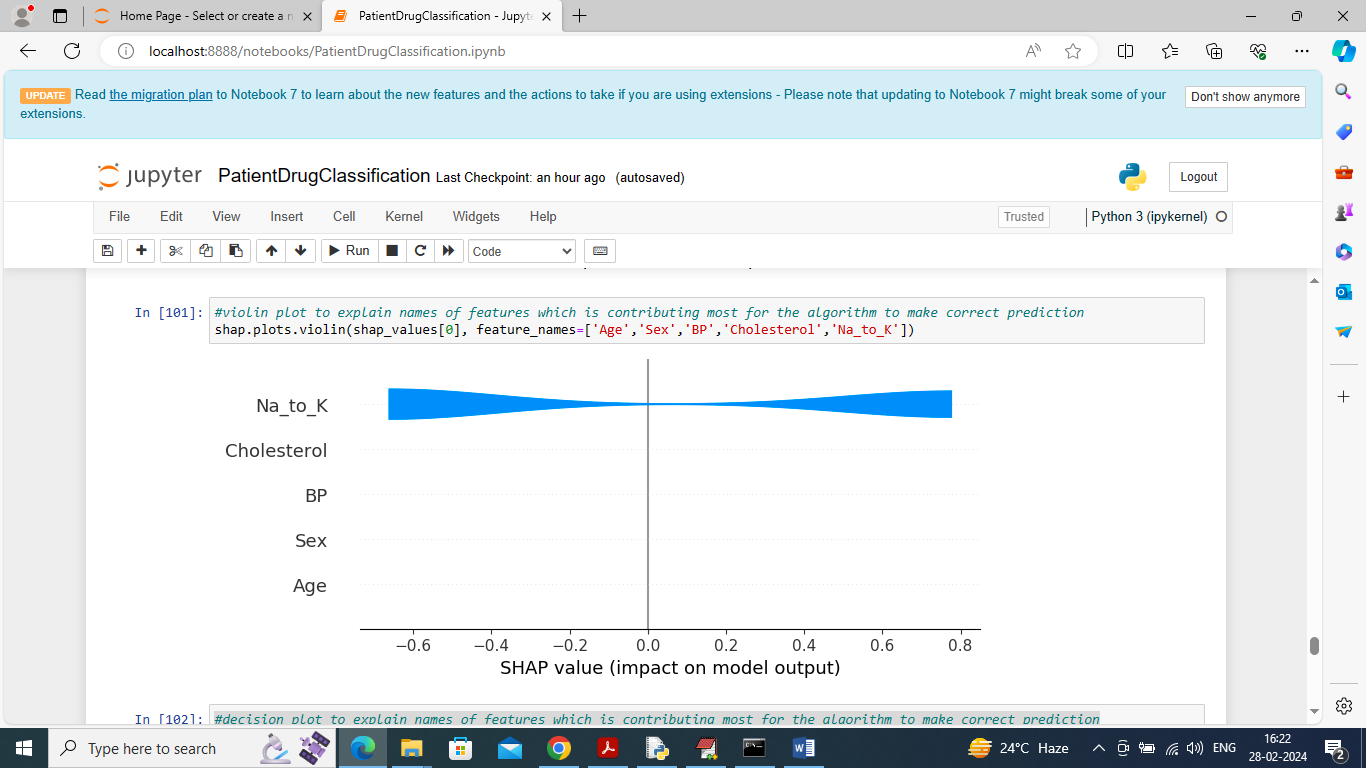 Home Page - Select or create a n
PatientDrugClassification - Jupyte
localhost:8888/notebooks/PatientDrugClassification.ipynb
UPDATE Read the migration plan to Notebook 7 to learn about the new features and the actions to take if you are using extensions - Please note that updating to Notebook 7 might break some of your
extensions.
Don't show anymore
jupyter PatientDrugClassification Last Checkpoint: an hour ago (autosaved)
Logout
File Edit View Insert Cell Kernel Widgets Help
Trusted
Python 3 (ipykernel)
Run
Code
In [101]: #violin plot to explain names of features which is contributing most for the algorithm to make correct prediction
shap.plots.violin(shap_values[0], feature_names=['Age','Sex','BP','Cholesterol','Na_to_K'])
Na_to_K
Cholesterol
BP
Sex
Age
−0.6 −0.4 −0.2 0.0 0.2 0.4 0.6 0.8
SHAP value (impact on model output)
In [102]: #decision plot to explain names of features which is contributing most for the algorithm to make correct prediction
Type here to search
24°C Haze
ENG
16:22
28-02-2024
2